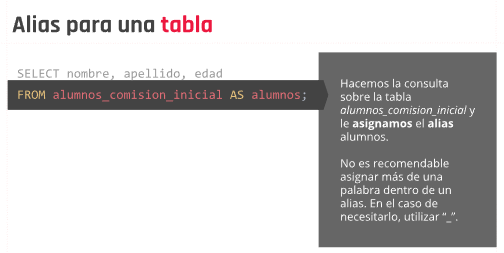 Alias para una tabla
SELECT nombre, apellido, edad
FROM alumnos_comision_inicial AS alumnos;
Hacemos la consulta
sobre la tabla
alumnos_comision_inicial y
le asignamos el alias
alumnos.
No es recomendable
asignar más de una
palabra dentro de un
alias. En el caso de
necesitarlo, utilizar “_”.